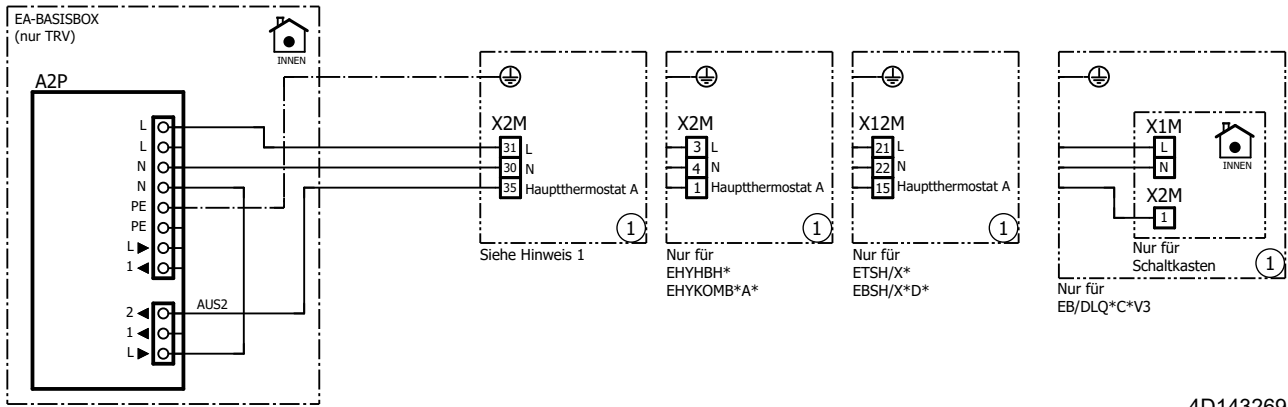 EA-BASISBOX
(nur TRV)
INNEN
A2P
L
L
N
N
PE
PE
L ▶
1 ◀
2 ◀ AUS2
1 ◀
L ▶
X2M
31 L
30 N
35 Hauptthermostat A
1
Siehe Hinweis 1
X2M
3 L
4 N
1 Hauptthermostat A
1
Nur für
EHYHBH*
EHYKOMB*A*
X12M
21 L
22 N
15 Hauptthermostat A
1
Nur für
ETSH/X*
EBSH/X*D*
X1M
L
N
INNEN
X2M
1
Nur für
Schaltkasten
1
Nur für
EB/DLQ*C*V3
4D143269